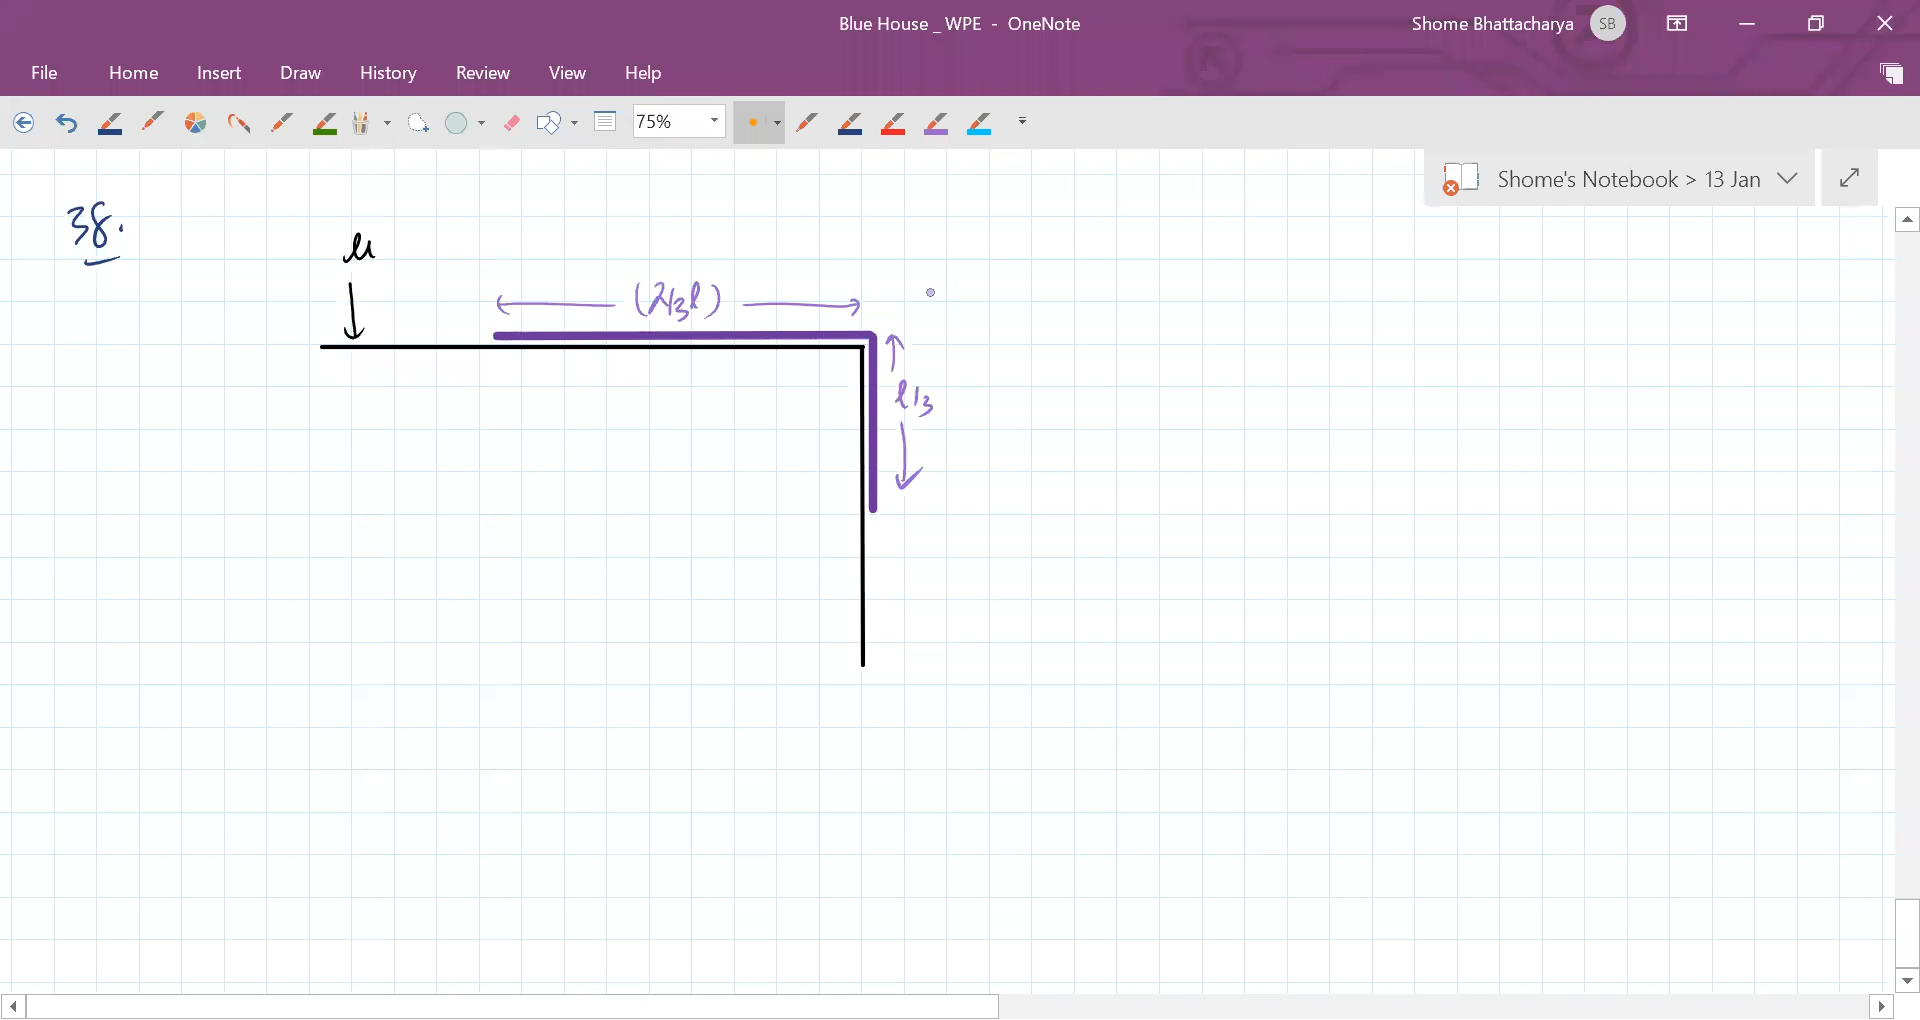 Blue House _ WPE - OneNote
Shome Bhattacharya SB
File Home Insert Draw History Review View Help
75%
Shome's Notebook > 13 Jan
38.
μ
(2/3 l)
l/3